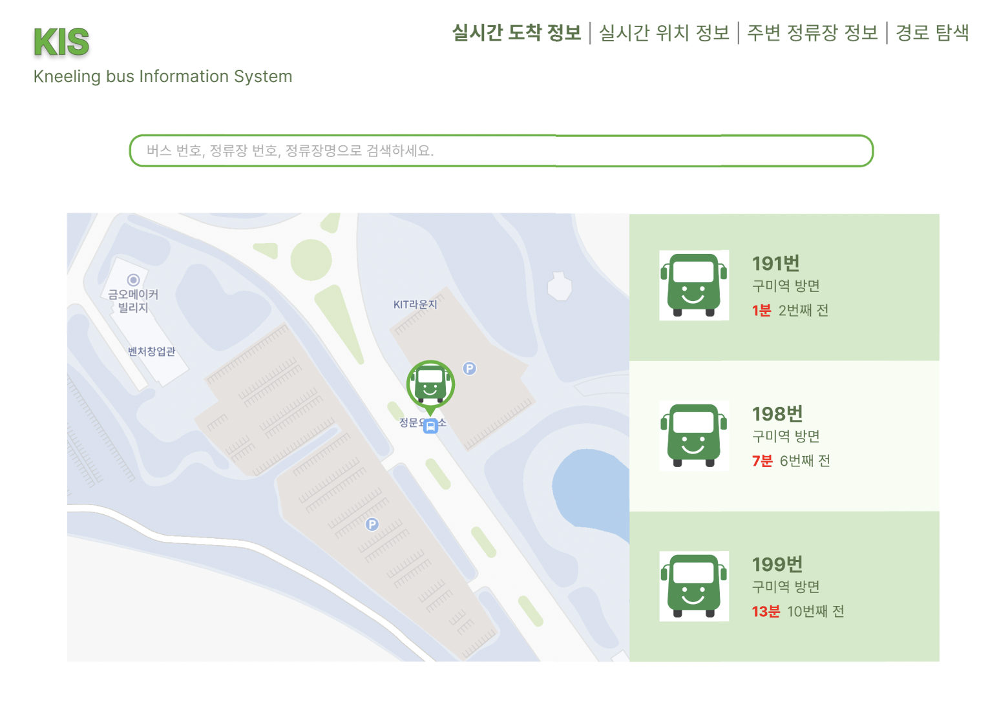 KIS
Kneeling bus Information System
실시간 도착 정보 | 실시간 위치 정보 | 주변 정류장 정보 | 경로 탐색
버스 번호, 정류장 번호, 정류장명으로 검색하세요.
금오메이커
빌리지
벤처창업관
KIT라운지
P
정문요 소
P
191번
구미역 방면
1분 2번째 전
198번
구미역 방면
7분 6번째 전
199번
구미역 방면
13분 10번째 전